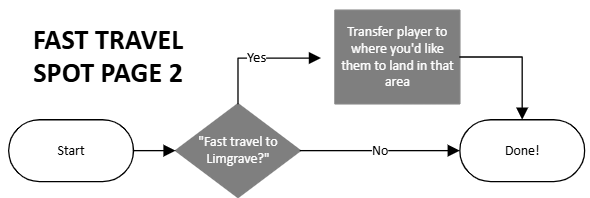 FAST TRAVEL
SPOT PAGE 2
Yes
Transfer player to
where you'd like
them to land in that
area
Start
"Fast travel to
Limgrave?"
No
Done!